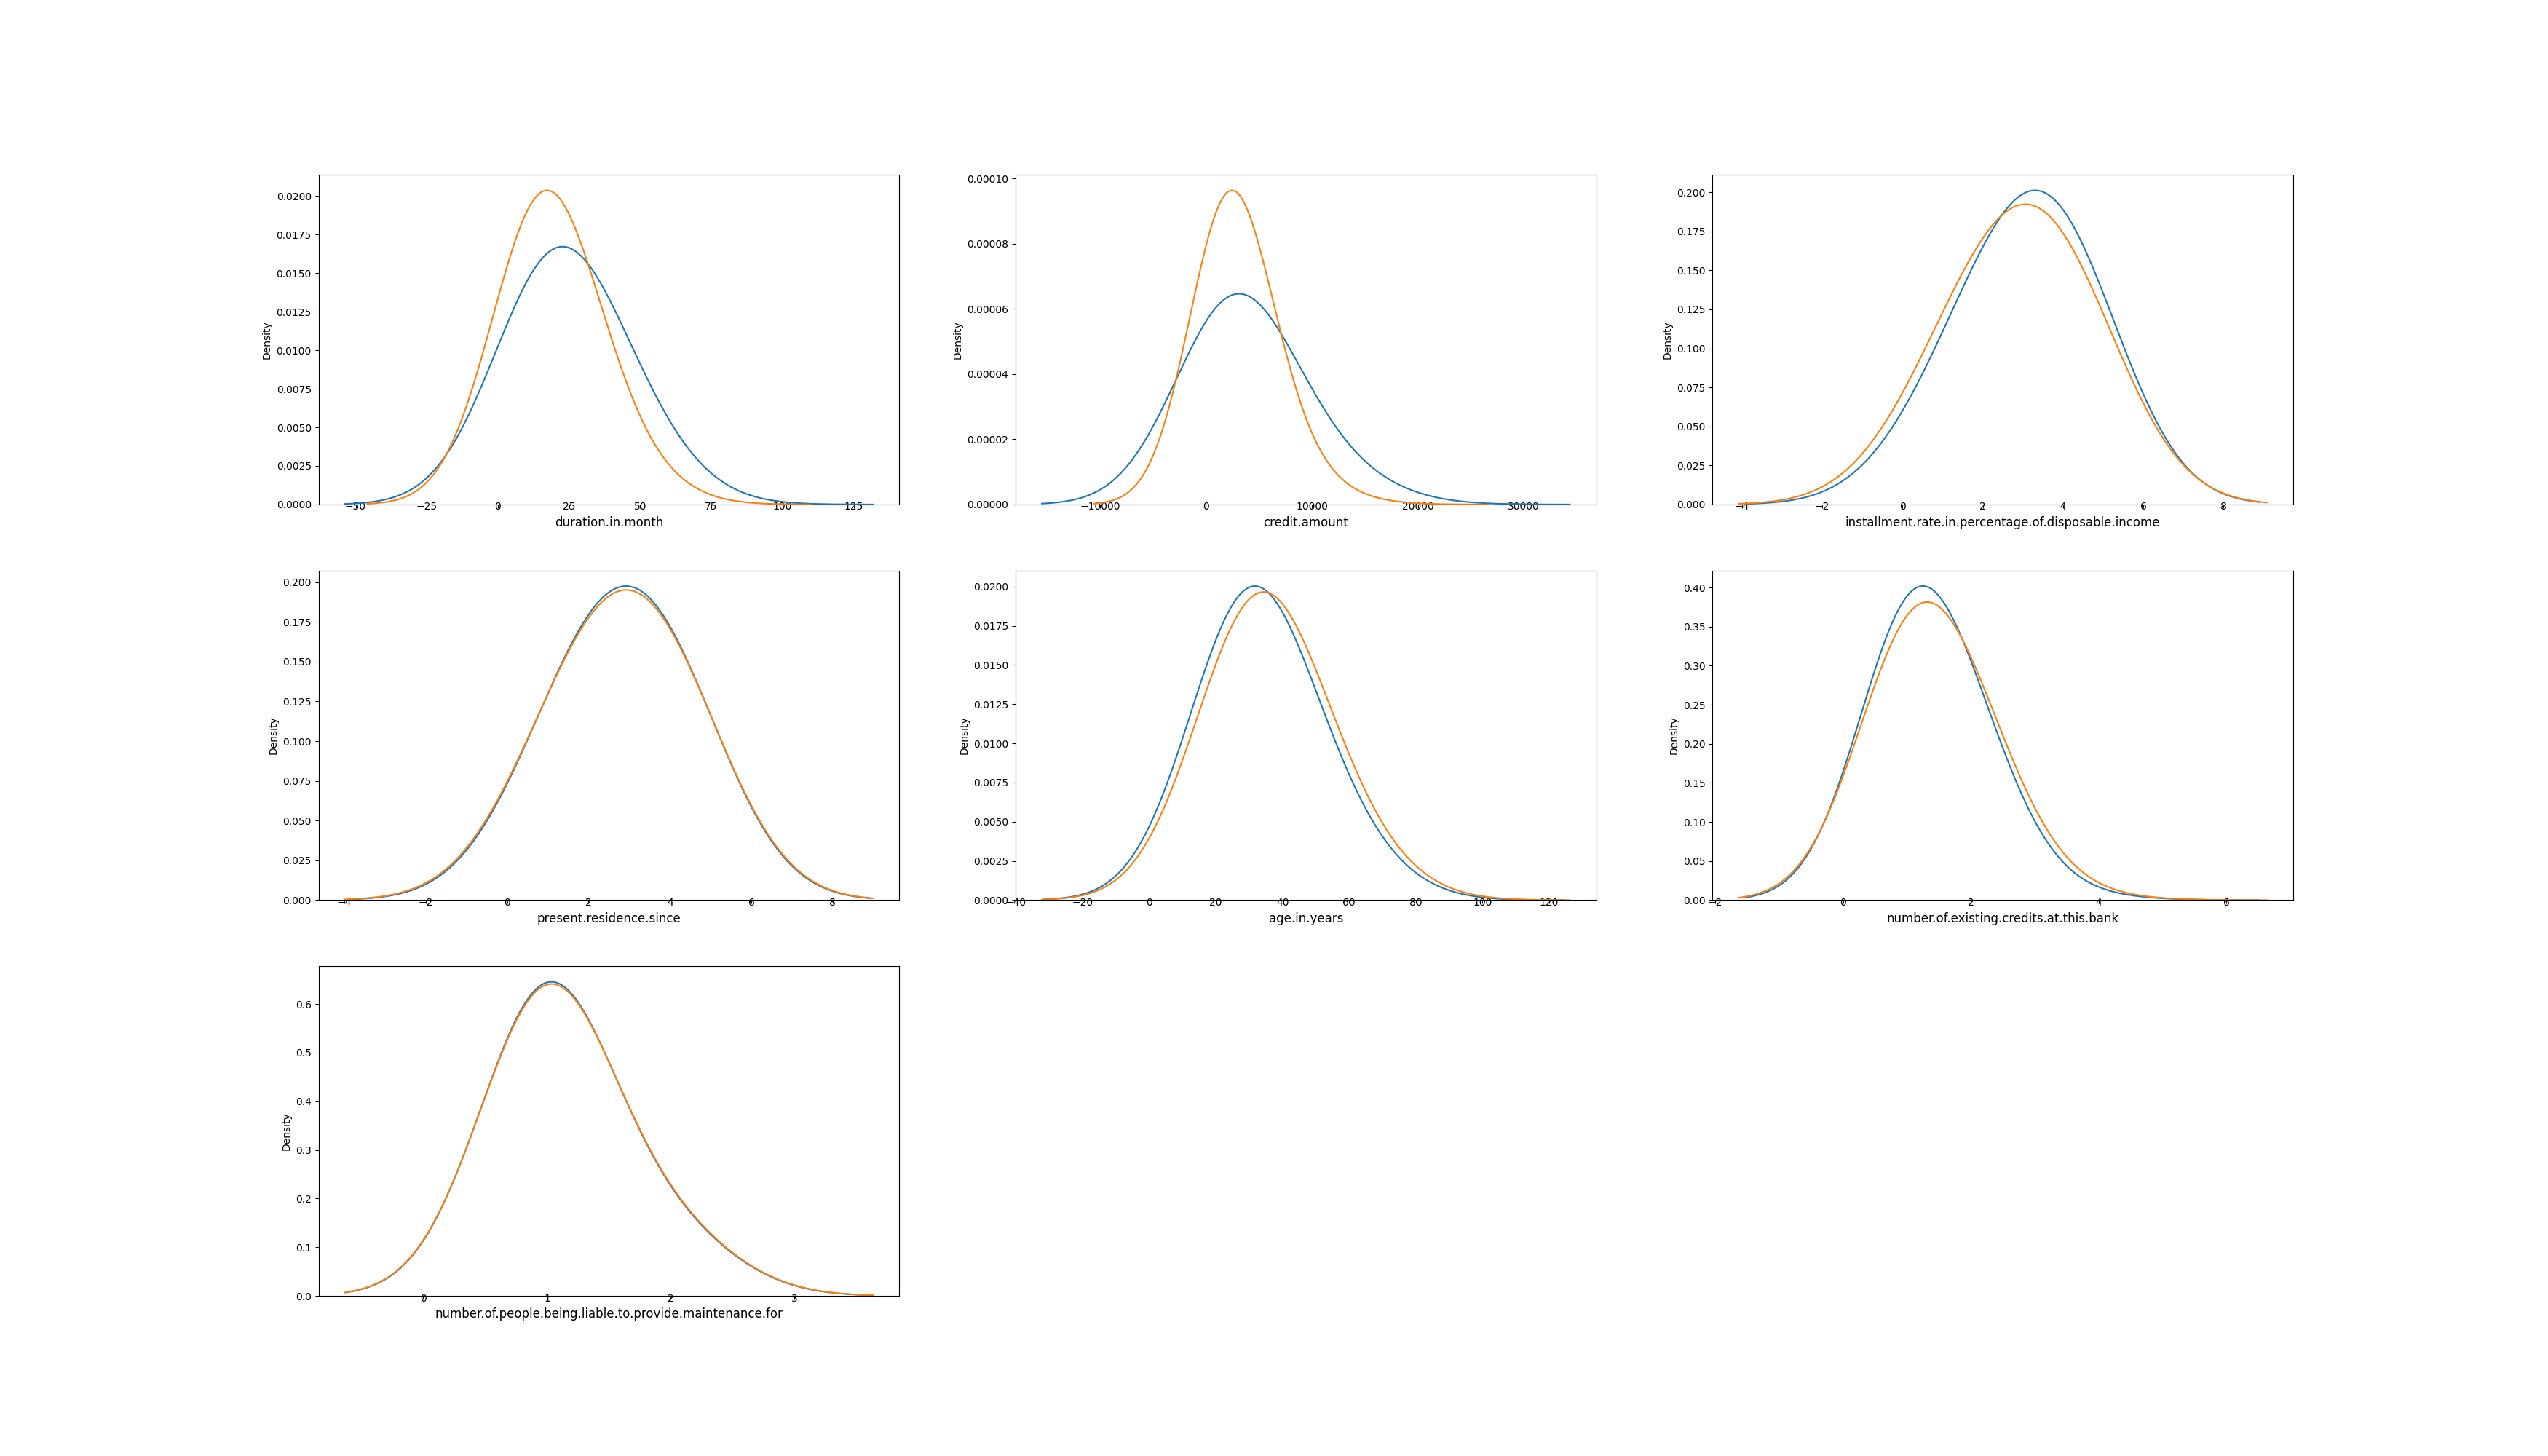 Density
0.0200
0.0175
0.0150
0.0125
0.0100
0.0075
0.0050
0.0025
0.0000
−50 −25 0 25 50 75 100 125
duration.in.month
Density
0.00010
0.00008
0.00006
0.00004
0.00002
0.00000
−10000 0 10000 20000 30000
credit.amount
Density
0.200
0.175
0.150
0.125
0.100
0.075
0.050
0.025
0.000
−4 −2 0 2 4 6 8
installment.rate.in.percentage.of.disposable.income
Density
0.200
0.175
0.150
0.125
0.100
0.075
0.050
0.025
0.000
−4 −2 0 2 4 6 8
present.residence.since
Density
0.0200
0.0175
0.0150
0.0125
0.0100
0.0075
0.0050
0.0025
0.0000
−40 −20 0 20 40 60 80 100 120
age.in.years
Density
0.40
0.35
0.30
0.25
0.20
0.15
0.10
0.05
0.00
−2 0 2 4 6
number.of.existing.credits.at.this.bank
Density
0.6
0.5
0.4
0.3
0.2
0.1
0.0
0 1 2 3
number.of.people.being.liable.to.provide.maintenance.for